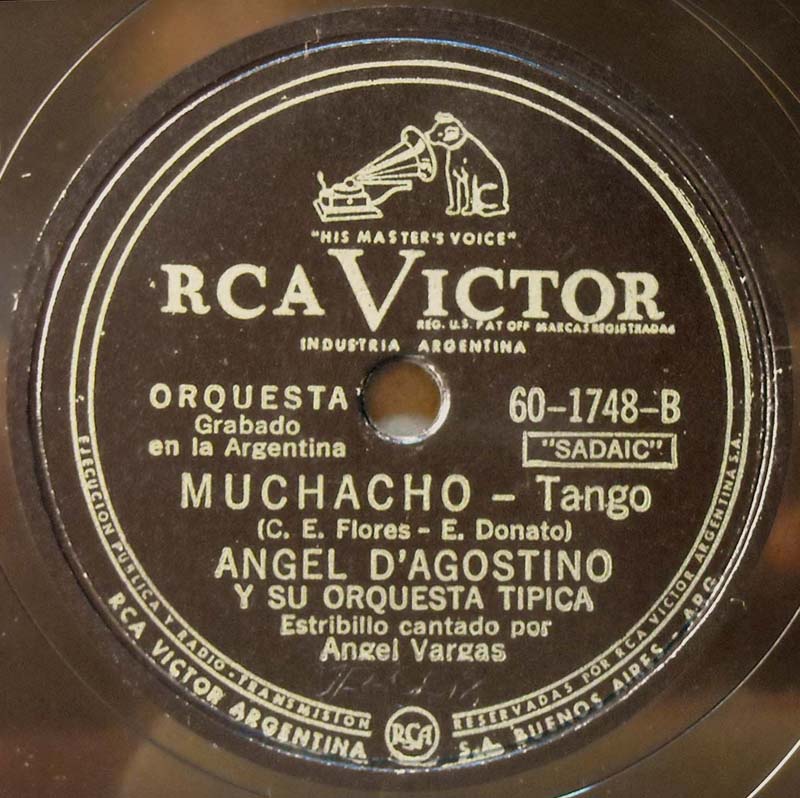 "HIS MASTER'S VOICE"
RCA VICTOR
REG. U.S. PAT OFF MARCAS REGISTRADAS
INDUSTRIA ARGENTINA
ORQUESTA
60-1748-B
Grabado
en la Argentina
"SADAIC"
MUCHACHO - Tango
(C. E. Flores - E. Donato)
ANGEL D'AGOSTINO
Y SU ORQUESTA TIPICA
Estribillo cantado por
Angel Vargas
EJECUCION PUBLICA Y RADIO-TRANSMISION RESERVADAS POR RCA VICTOR ARGENTINA S.A.
RCA VICTOR ARGENTINA RCA S.A. BUENOS AIRES - ARG.